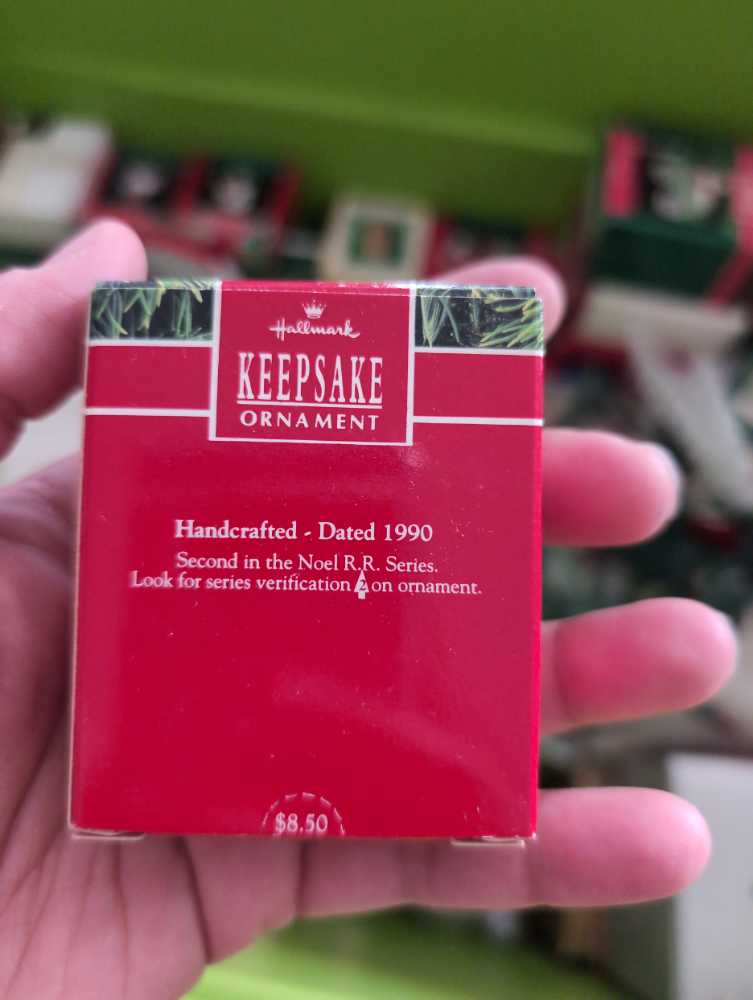 Hallmark
KEEPSAKE
ORNAMENT
Handcrafted - Dated 1990
Second in the Noel R.R. Series.
Look for series verification 2 on ornament.
$8.50